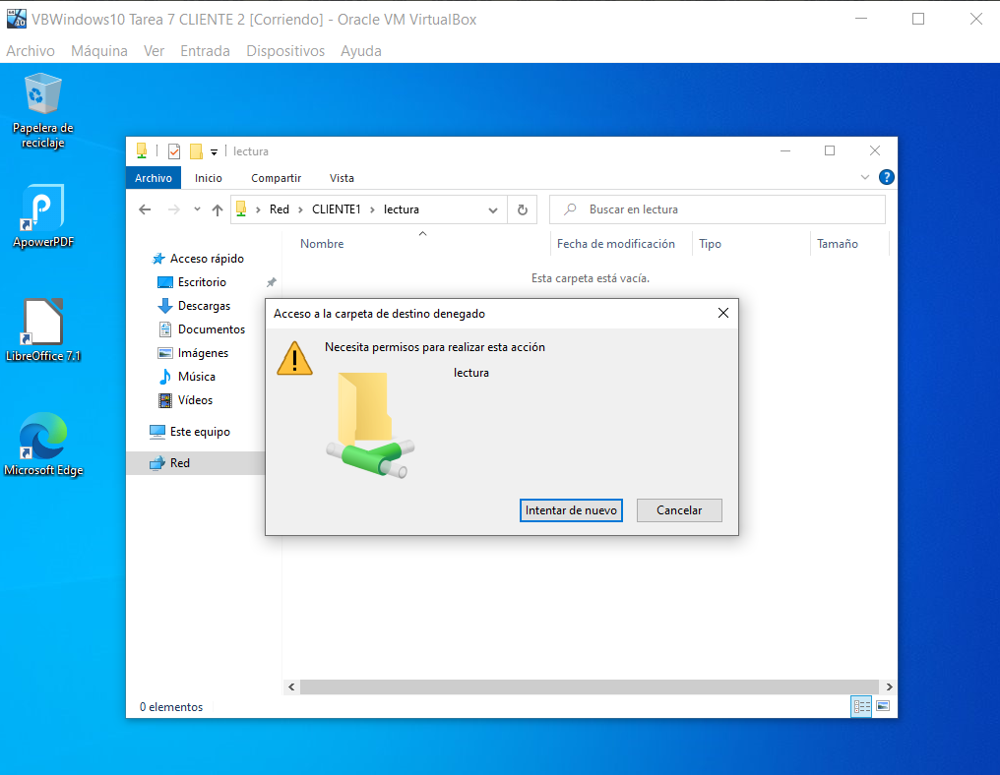 VBWindows10 Tarea 7 CLIENTE 2 [Corriendo] - Oracle VM VirtualBox
Archivo Máquina Ver Entrada Dispositivos Ayuda
Papelera de
reciclaje
ApowerPDF
LibreOffice 7.1
Microsoft Edge
lectura
Archivo Inicio Compartir Vista
Red > CLIENTE1 > lectura
Buscar en lectura
Nombre Fecha de modificación Tipo Tamaño
Esta carpeta está vacía.
Acceso rápido
Escritorio
Descargas
Documentos
Imágenes
Música
Vídeos
Este equipo
Red
Acceso a la carpeta de destino denegado
Necesita permisos para realizar esta acción
lectura
Intentar de nuevo Cancelar
0 elementos